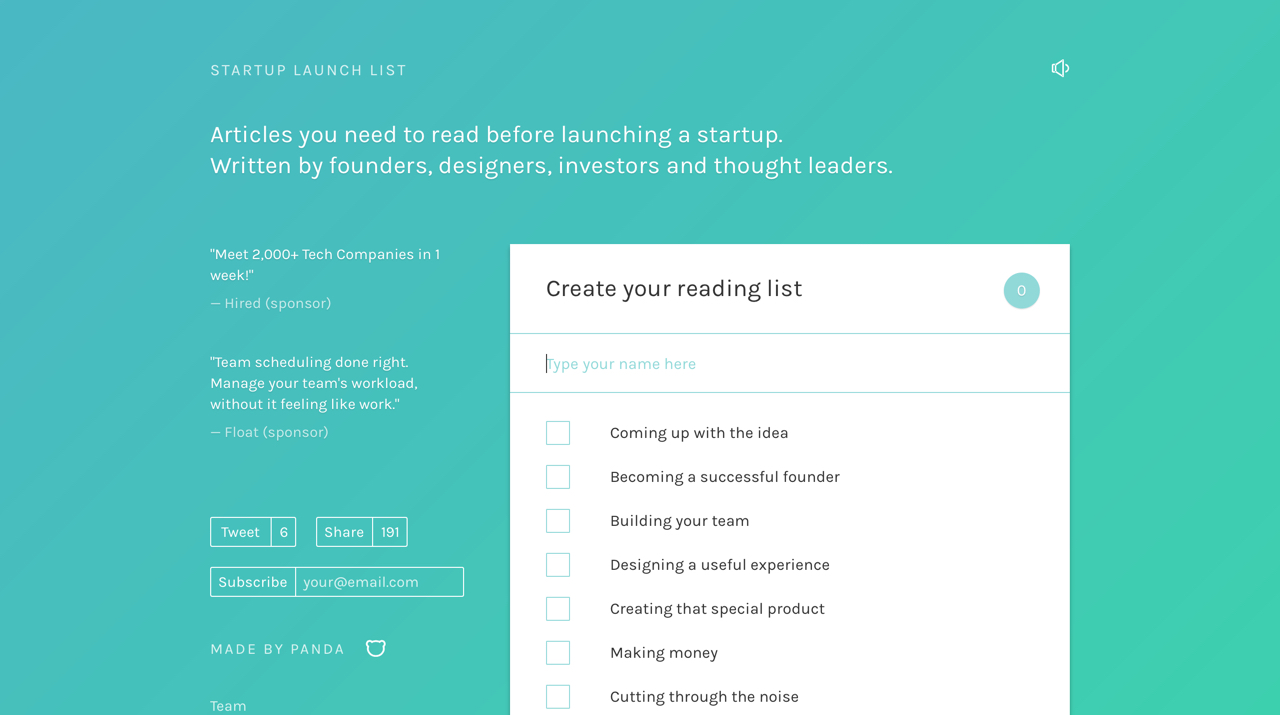 STARTUP LAUNCH LIST
Articles you need to read before launching a startup.
Written by founders, designers, investors and thought leaders.
"Meet 2,000+ Tech Companies in 1
week!"
— Hired (sponsor)
"Team scheduling done right.
Manage your team's workload,
without it feeling like work."
— Float (sponsor)
Tweet 6 Share 191
Subscribe your@email.com
MADE BY PANDA
Team
Create your reading list 0
Type your name here
Coming up with the idea
Becoming a successful founder
Building your team
Designing a useful experience
Creating that special product
Making money
Cutting through the noise